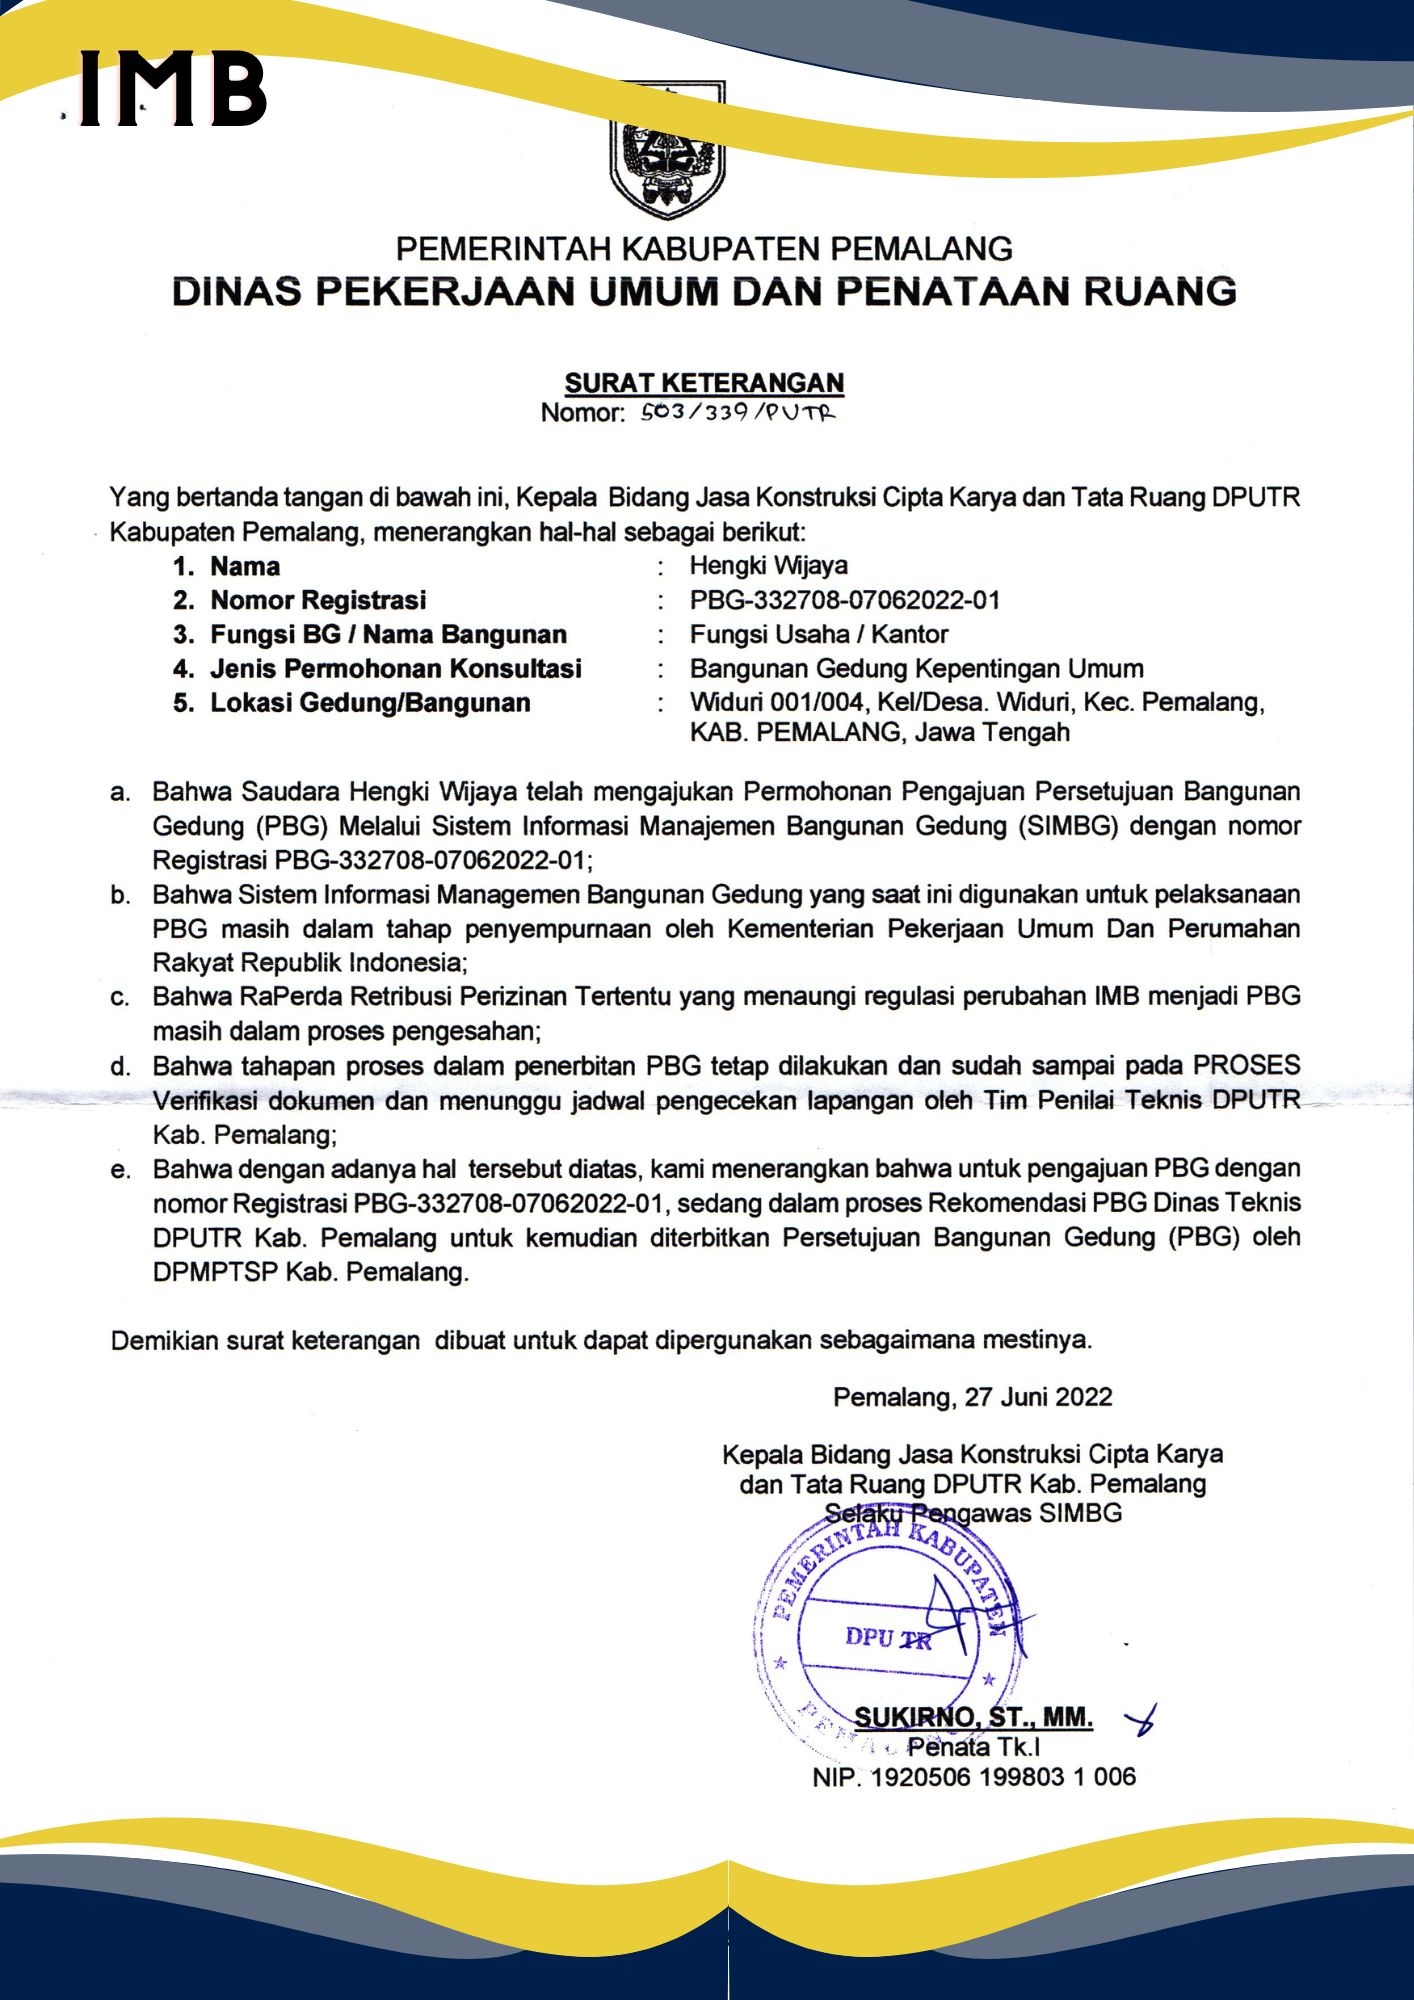 IMB
PEMERINTAH KABUPATEN PEMALANG
DINAS PEKERJAAN UMUM DAN PENATAAN RUANG
SURAT KETERANGAN
Nomor: 503/339/PUTR
Yang bertanda tangan di bawah ini, Kepala Bidang Jasa Konstruksi Cipta Karya dan Tata Ruang DPUTR
Kabupaten Pemalang, menerangkan hal-hal sebagai berikut:
1. Nama : Hengki Wijaya
2. Nomor Registrasi : PBG-332708-07062022-01
3. Fungsi BG / Nama Bangunan : Fungsi Usaha / Kantor
4. Jenis Permohonan Konsultasi : Bangunan Gedung Kepentingan Umum
5. Lokasi Gedung/Bangunan : Widuri 001/004, Kel/Desa. Widuri, Kec. Pemalang,
KAB. PEMALANG, Jawa Tengah
a. Bahwa Saudara Hengki Wijaya telah mengajukan Permohonan Pengajuan Persetujuan Bangunan
Gedung (PBG) Melalui Sistem Informasi Manajemen Bangunan Gedung (SIMBG) dengan nomor
Registrasi PBG-332708-07062022-01;
b. Bahwa Sistem Informasi Managemen Bangunan Gedung yang saat ini digunakan untuk pelaksanaan
PBG masih dalam tahap penyempurnaan oleh Kementerian Pekerjaan Umum Dan Perumahan
Rakyat Republik Indonesia;
c. Bahwa RaPerda Retribusi Perizinan Tertentu yang menaungi regulasi perubahan IMB menjadi PBG
masih dalam proses pengesahan;
d. Bahwa tahapan proses dalam penerbitan PBG tetap dilakukan dan sudah sampai pada PROSES
Verifikasi dokumen dan menunggu jadwal pengecekan lapangan oleh Tim Penilai Teknis DPUTR
Kab. Pemalang;
e. Bahwa dengan adanya hal tersebut diatas, kami menerangkan bahwa untuk pengajuan PBG dengan
nomor Registrasi PBG-332708-07062022-01, sedang dalam proses Rekomendasi PBG Dinas Teknis
DPUTR Kab. Pemalang untuk kemudian diterbitkan Persetujuan Bangunan Gedung (PBG) oleh
DPMPTSP Kab. Pemalang.
Demikian surat keterangan dibuat untuk dapat dipergunakan sebagaimana mestinya.
Pemalang, 27 Juni 2022
Kepala Bidang Jasa Konstruksi Cipta Karya
dan Tata Ruang DPUTR Kab. Pemalang
Selaku Pengawas SIMBG
PEMERINTAH KABUPATEN
DPU TR
PEMALANG
SUKIRNO, ST., MM.
Penata Tk.I
NIP. 1920506 199803 1 006